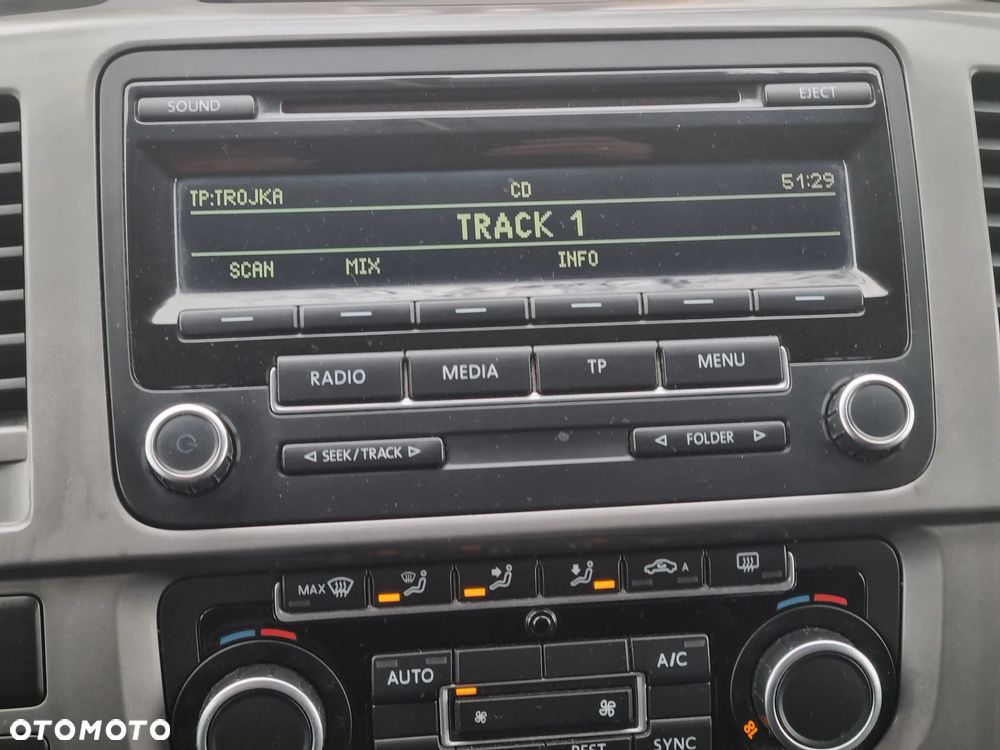 SOUND EJECT
TP:TROJKA CD 51:29
TRACK 1
SCAN MIX INFO
RADIO MEDIA TP MENU
SEEK/TRACK FOLDER
MAX A
AUTO A/C
REST SYNC
OTOMOTO